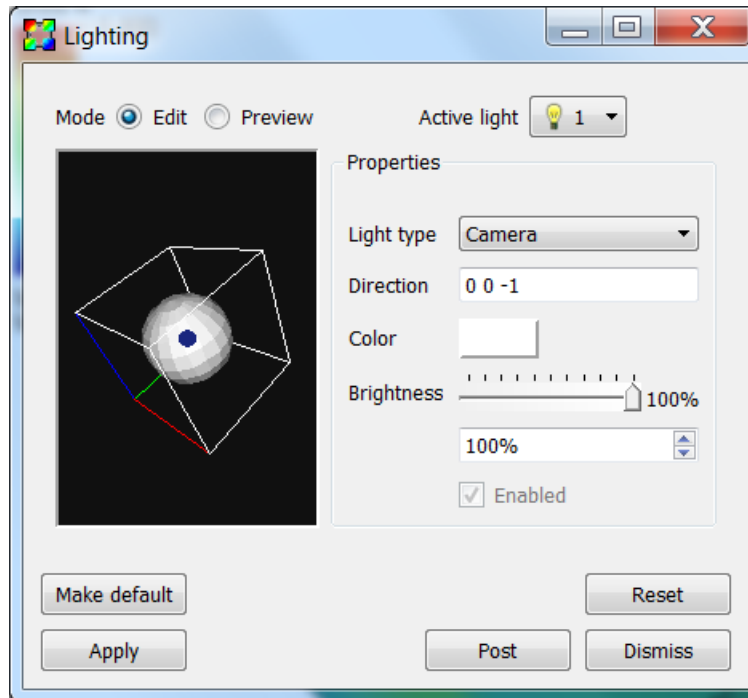 Lighting
Mode Edit Preview Active light 1
Properties
Light type Camera
Direction 0 0 -1
Color
Brightness 100%
100%
Enabled
Make default Reset
Apply Post Dismiss